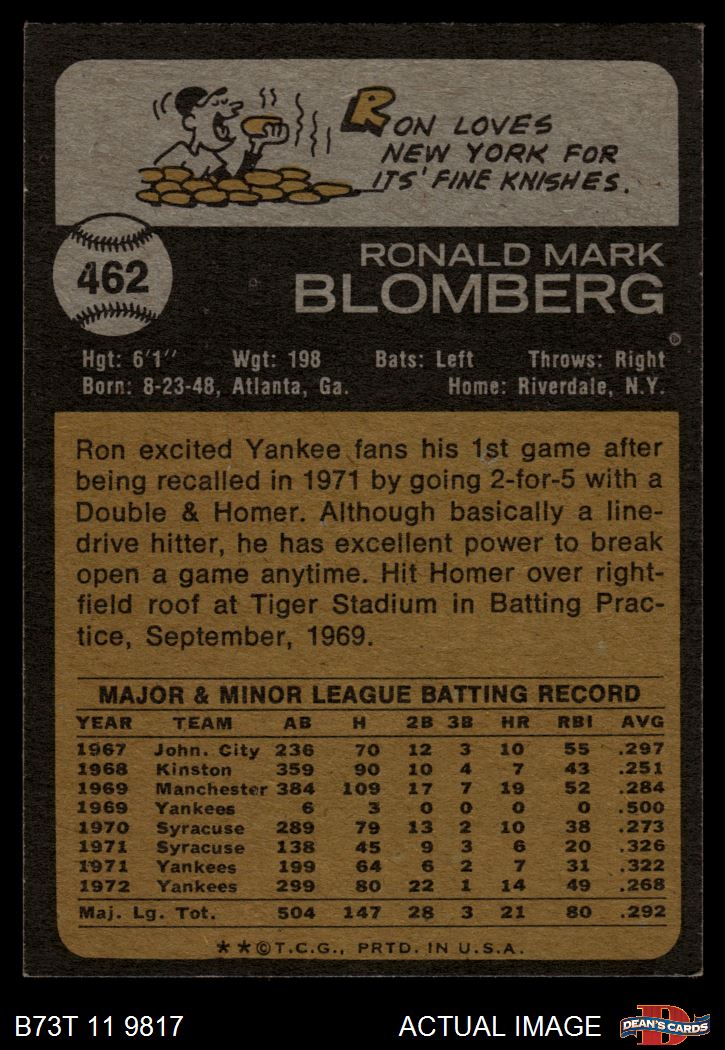 RON LOVES
NEW YORK FOR
ITS' FINE KNISHES.
462
RONALD MARK
BLOMBERG
Hgt: 6'1" Wgt: 198 Bats: Left Throws: Right
Born: 8-23-48, Atlanta, Ga. Home: Riverdale, N.Y.
Ron excited Yankee fans his 1st game after
being recalled in 1971 by going 2-for-5 with a
Double & Homer. Although basically a line-
drive hitter, he has excellent power to break
open a game anytime. Hit Homer over right-
field roof at Tiger Stadium in Batting Prac-
tice, September, 1969.
MAJOR & MINOR LEAGUE BATTING RECORD
YEAR TEAM AB H 2B 3B HR RBI AVG
1967 John. City 236 70 12 3 10 55 .297
1968 Kinston 359 90 10 4 7 43 .251
1969 Manchester 384 109 17 7 19 52 .284
1969 Yankees 6 3 0 0 0 0 .500
1970 Syracuse 289 79 13 2 10 38 .273
1971 Syracuse 138 45 9 3 6 20 .326
1971 Yankees 199 64 6 2 7 31 .322
1972 Yankees 299 80 22 1 14 49 .268
Maj. Lg. Tot. 504 147 28 3 21 80 .292
**©T.C.G., PRTD. IN U.S.A.
B73T 11 9817 ACTUAL IMAGE
D
DEAN'S CARDS